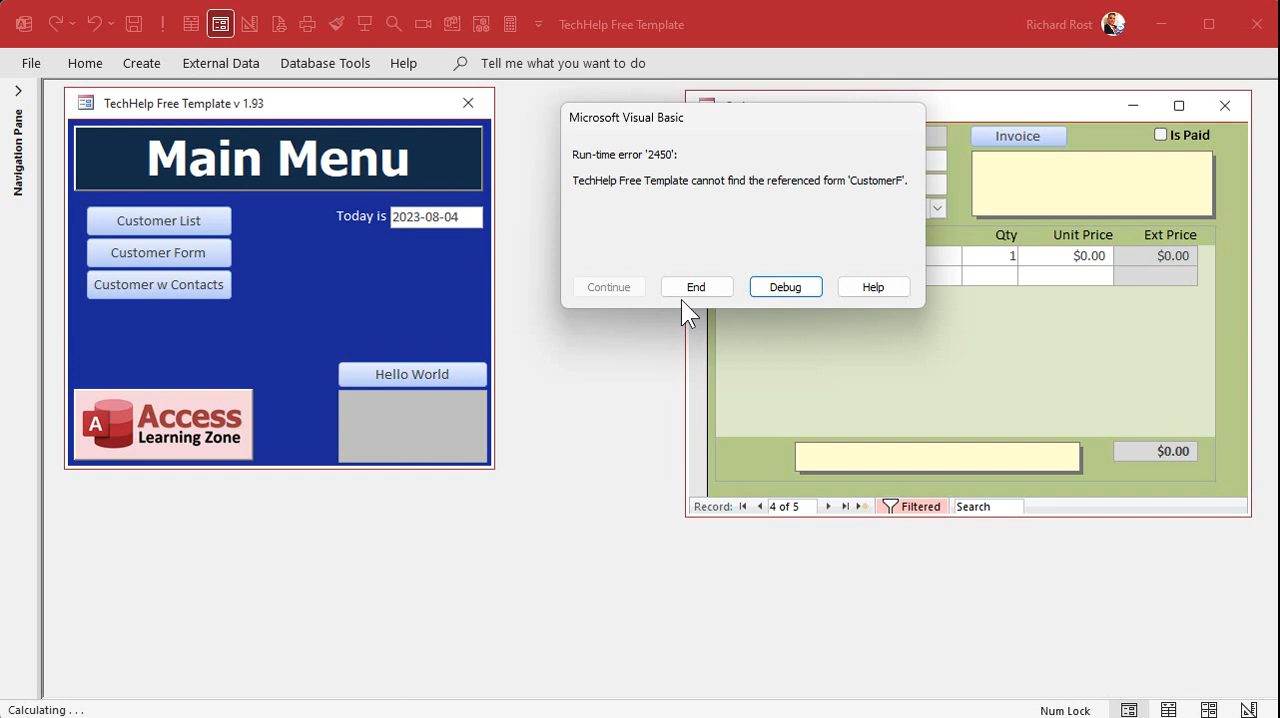 TechHelp Free Template
Richard Rost
File
Home
Create
External Data
Database Tools
Help
Tell me what you want to do
Navigation Pane
TechHelp Free Template v 1.93
Main Menu
Customer List
Customer Form
Customer w Contacts
Today is
2023-08-04
Hello World
A
Access
Learning Zone
Microsoft Visual Basic
Run-time error '2450':
TechHelp Free Template cannot find the referenced form 'CustomerF'.
Continue
End
Debug
Help
Invoice
Is Paid
Qty
Unit Price
Ext Price
1
$0.00
$0.00
$0.00
Record:
4 of 5
Filtered
Search
Calculating . . .
Num Lock